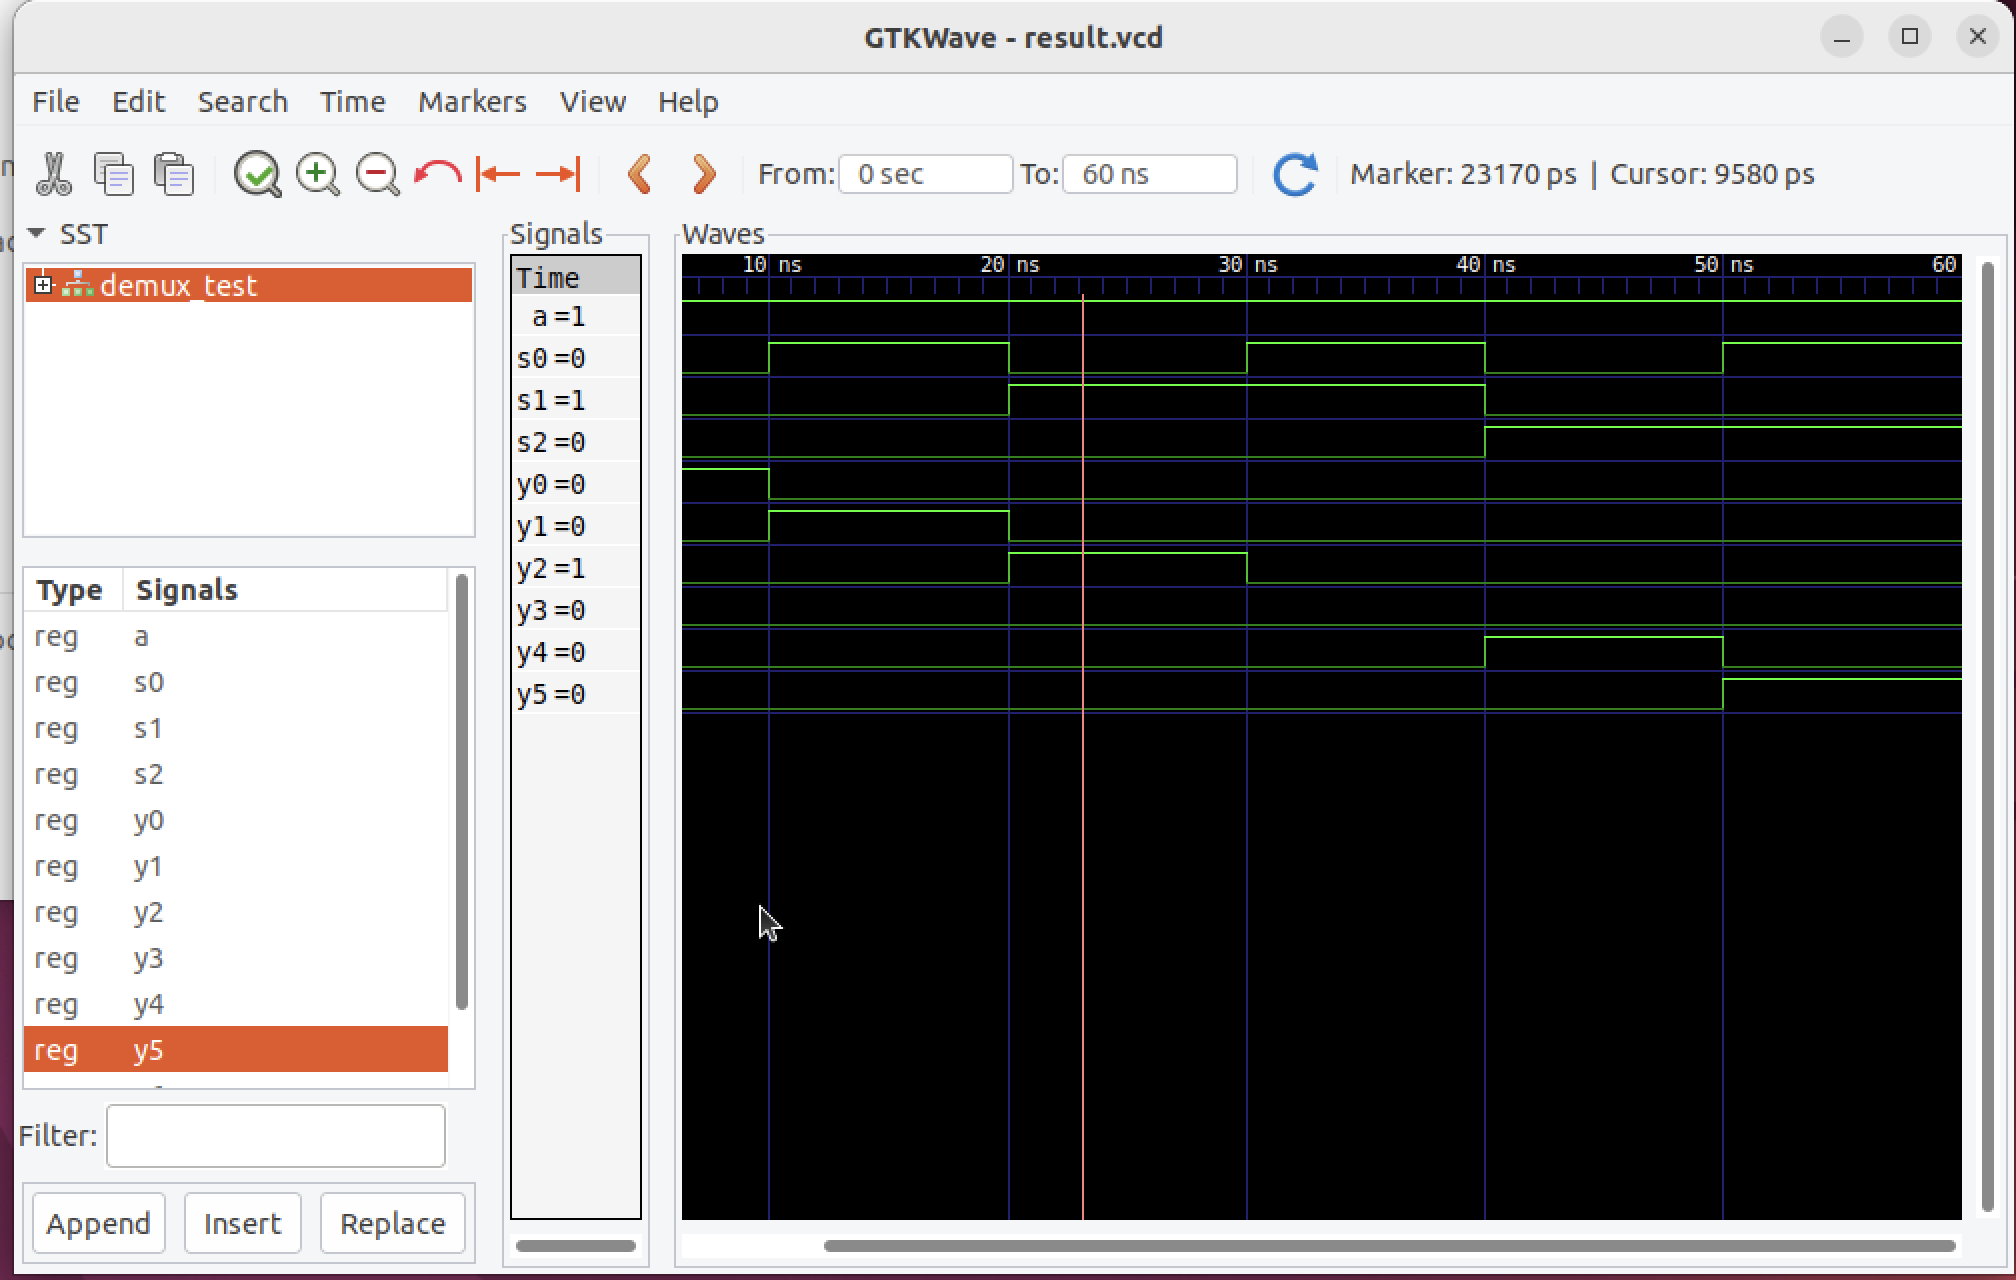 GTKWave - result.vcd
File Edit Search Time Markers View Help
From: 0 sec To: 60 ns Marker: 23170 ps | Cursor: 9580 ps
SST
demux_test
Type Signals
reg a
reg s0
reg s1
reg s2
reg y0
reg y1
reg y2
reg y3
reg y4
reg y5
Filter:
Append Insert Replace
Signals
Time
a =1
s0 =0
s1 =1
s2 =0
y0 =0
y1 =0
y2 =1
y3 =0
y4 =0
y5 =0
Waves
10 ns 20 ns 30 ns 40 ns 50 ns 60